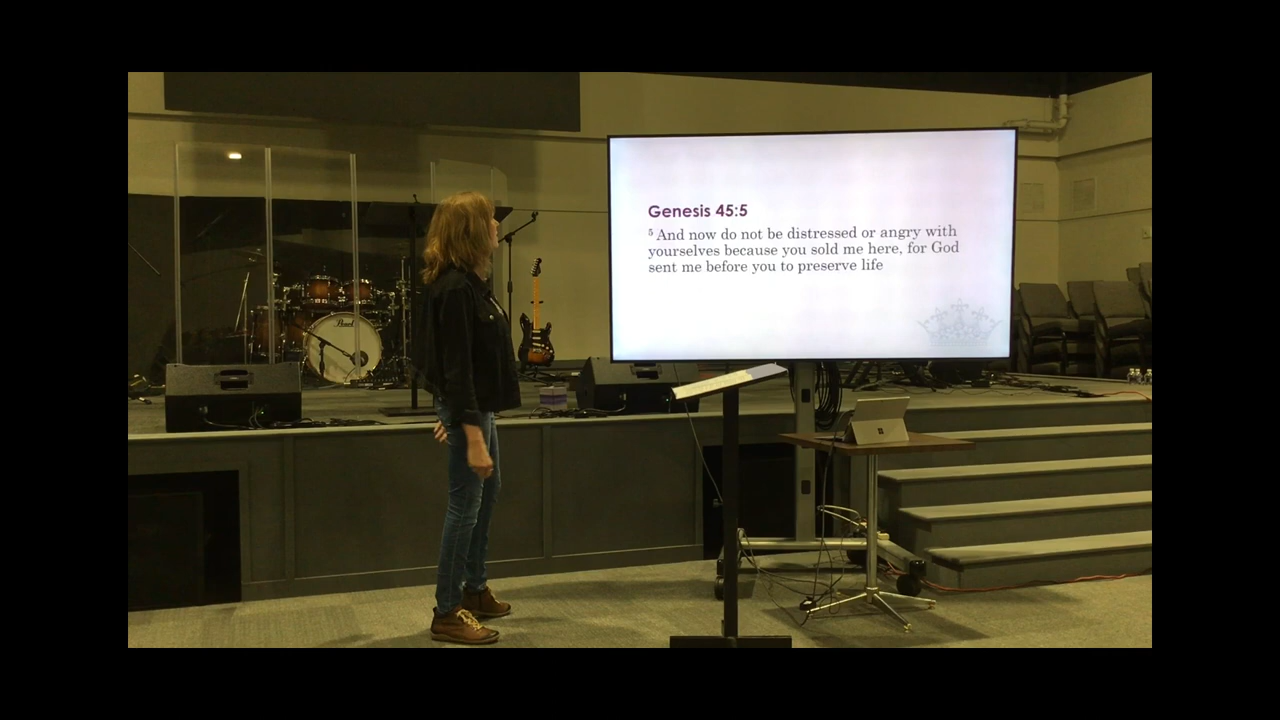 Genesis 45:5
5 And now do not be distressed or angry with
yourselves because you sold me here, for God
sent me before you to preserve life
Pearl